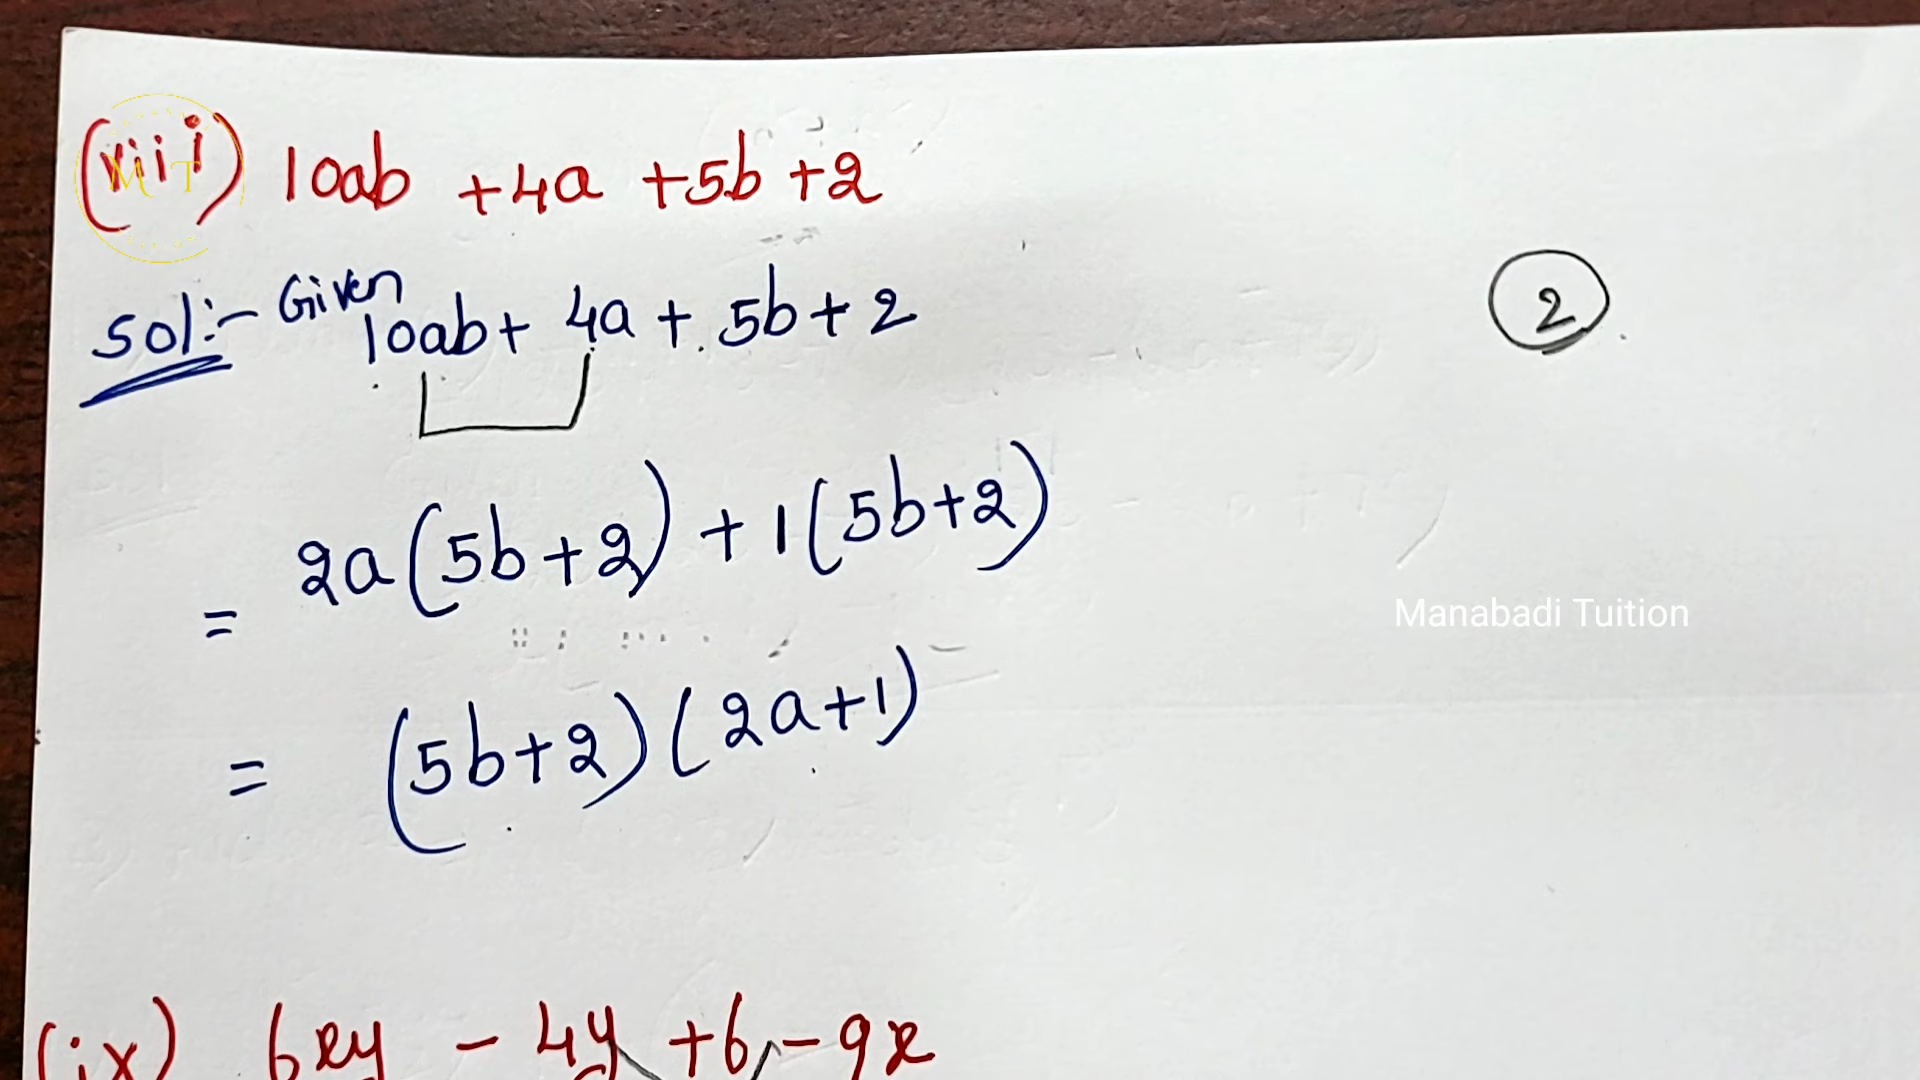 (viii) 10ab +4a +5b +2
Sol:- Given 10ab + 4a + 5b + 2
2
= 2a(5b+2) + 1(5b+2)
Manabadi Tuition
= (5b+2)(2a+1)
(ix) 6xy - 4y +6 - 9x
MT